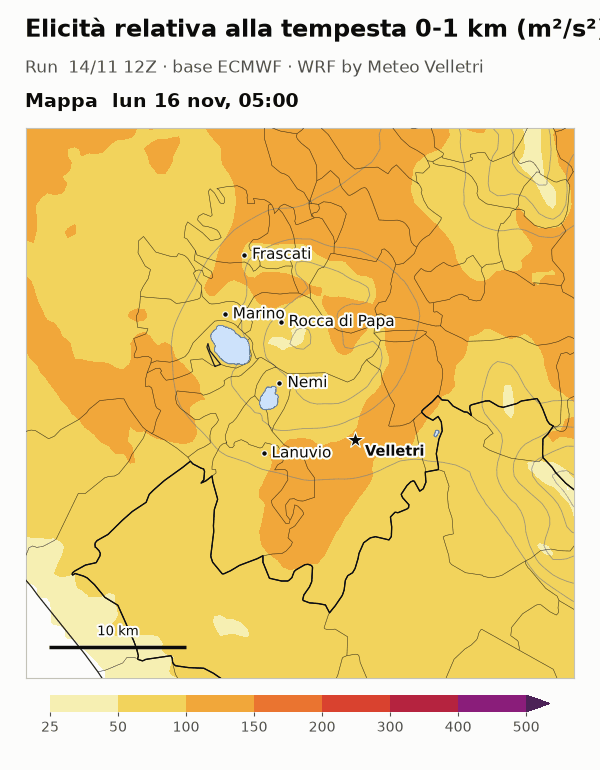 Elicità relativa alla tempesta 0-1 km (m²/s²)
Run 14/11 12Z · base ECMWF · WRF by Meteo Velletri
Mappa lun 16 nov, 05:00
Frascati
Marino
Rocca di Papa
Nemi
Velletri
Lanuvio
10 km
25 50 100 150 200 300 400 500